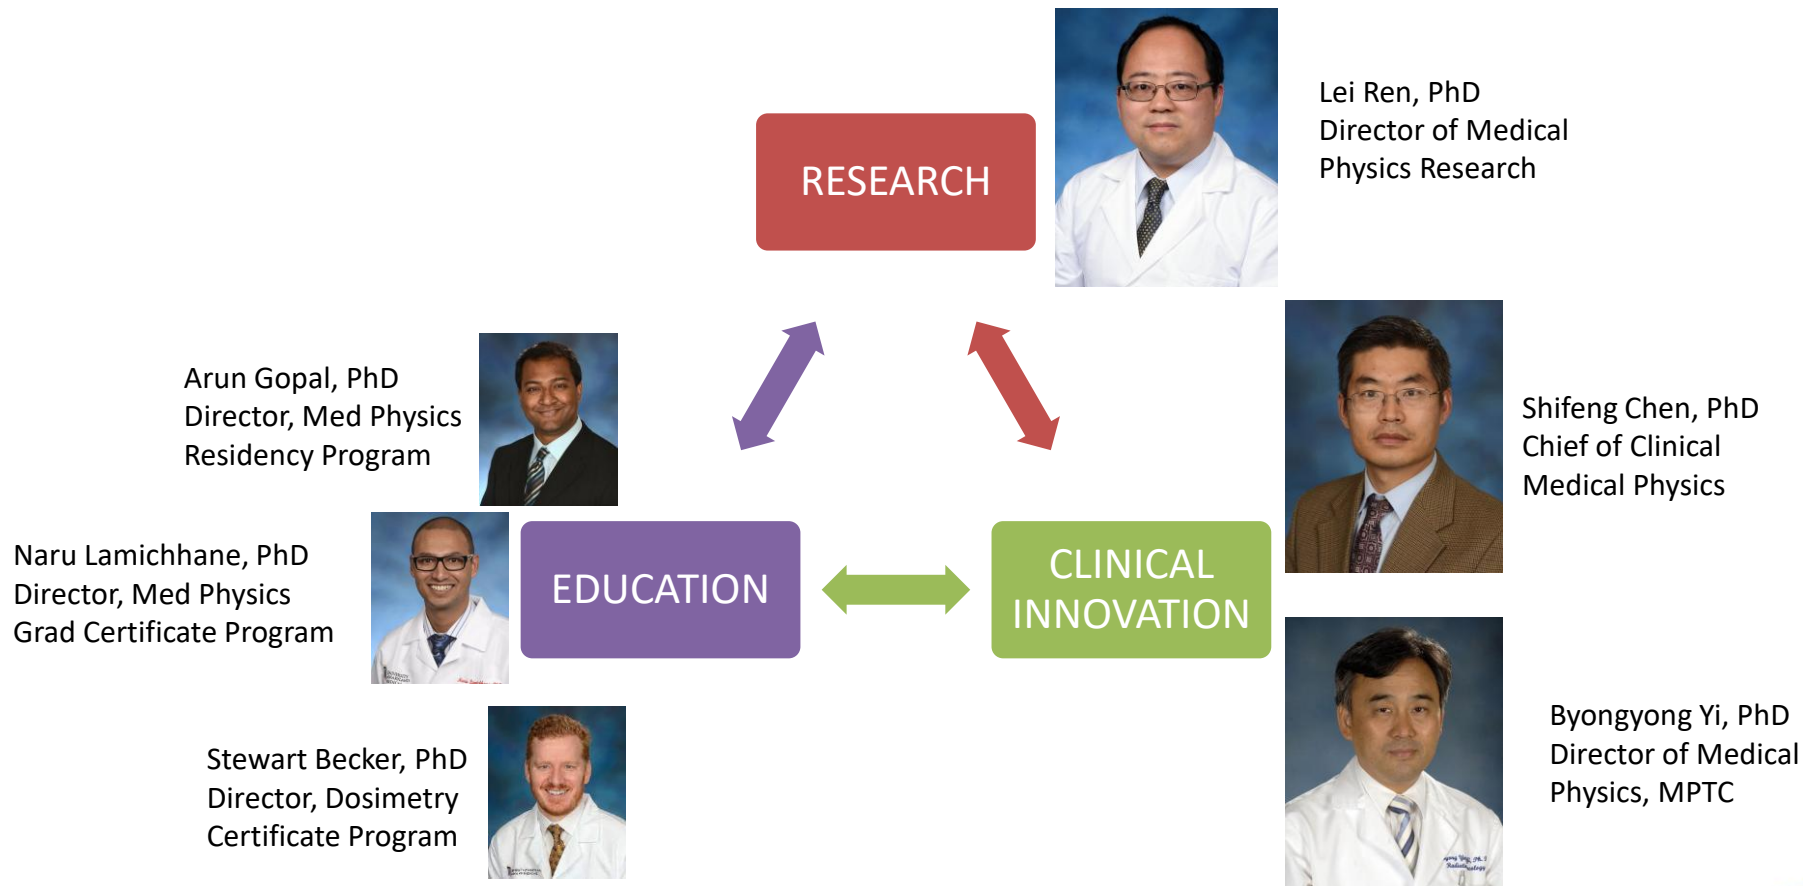 RESEARCH
Lei Ren, PhD
Director of Medical
Physics Research
Arun Gopal, PhD
Director, Med Physics
Residency Program
Shifeng Chen, PhD
Chief of Clinical
Medical Physics
Naru Lamichhane, PhD
Director, Med Physics
Grad Certificate Program
EDUCATION
CLINICAL
INNOVATION
Stewart Becker, PhD
Director, Dosimetry
Certificate Program
Byongyong Yi, PhD
Director of Medical
Physics, MPTC